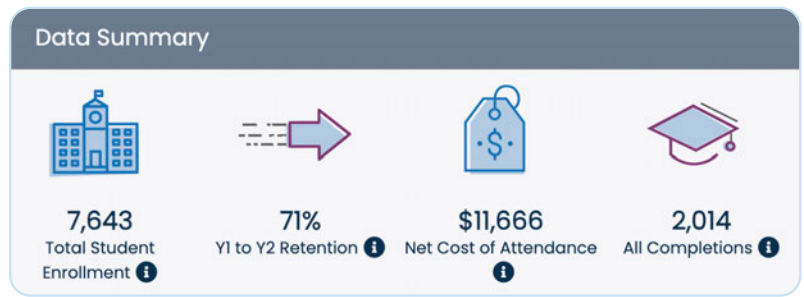 Data Summary
7,643
Total Student
Enrollment i
71%
Y1 to Y2 Retention i
$
$11,666
Net Cost of Attendance
i
2,014
All Completions i